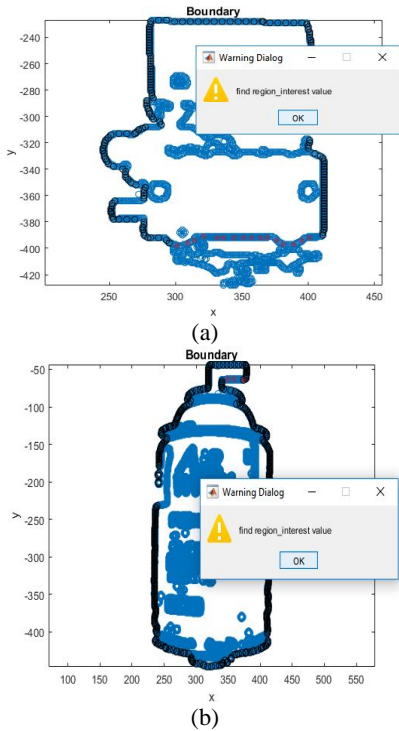 Boundary
-240
-260
-280
-300
-320
-340
-360
-380
-400
-420
y
Warning Dialog
find region_interest value
OK
250
300
350
400
450
x
(a)
Boundary
-50
-100
-150
-200
-250
-300
-350
-400
y
Warning Dialog
find region_interest value
OK
100
150
200
250
300
350
400
450
500
550
x
(b)